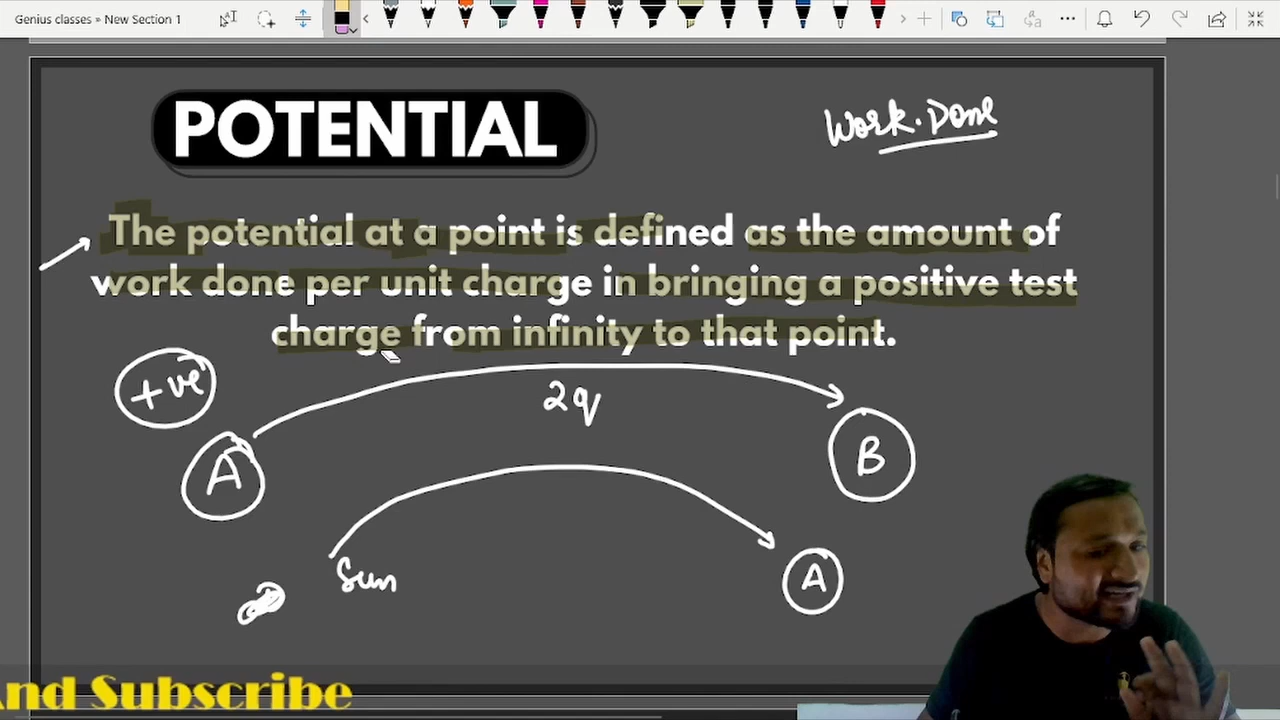 Genius classes » New Section 1
POTENTIAL
Work. Done
The potential at a point is defined as the amount of
work done per unit charge in bringing a positive test
charge from infinity to that point.
+ve
2q
A
B
Sun
A
And Subscribe